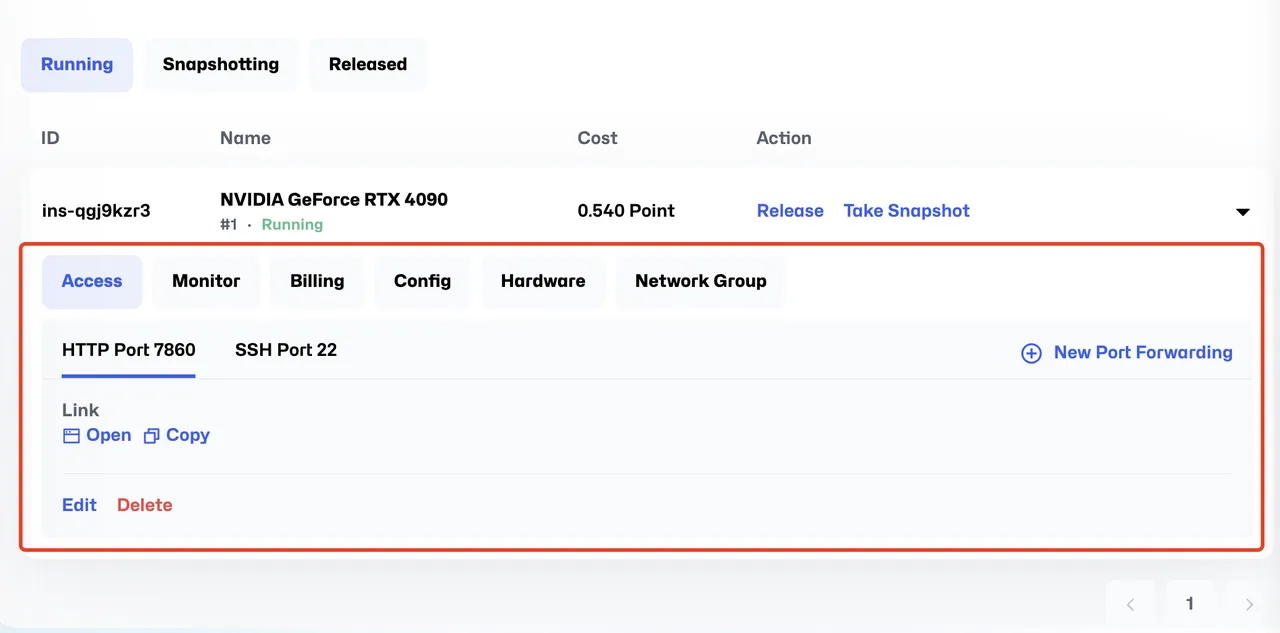 Running Snapshotting Released
ID Name Cost Action
ins-qgj9kzr3 NVIDIA GeForce RTX 4090 0.540 Point Release Take Snapshot
#1 · Running
Access Monitor Billing Config Hardware Network Group
HTTP Port 7860 SSH Port 22 New Port Forwarding
Link
Open Copy
Edit Delete
1